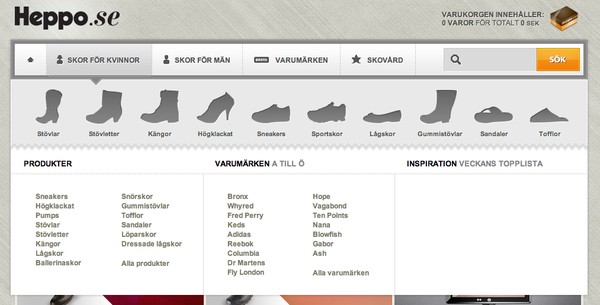 Heppo.se
VARUKORGEN INNEHÅLLER:
0 VAROR FÖR TOTALT 0 SEK
SKOR FÖR KVINNOR
SKOR FÖR MÄN
VARUMÄRKEN
SKOVÅRD
SÖK
Stövlar
Stövletter
Kängor
Högklackat
Sneakers
Sportskor
Lågskor
Gummistövlar
Sandaler
Tofflor
PRODUKTER
Sneakers
Högklackat
Pumps
Stövlar
Stövletter
Kängor
Lågskor
Ballerinaskor
Snörskor
Gummistövlar
Tofflor
Sandaler
Löparskor
Dressade lågskor
Alla produkter
VARUMÄRKEN A TILL Ö
Bronx
Whyred
Fred Perry
Keds
Adidas
Reebok
Columbia
Dr Martens
Fly London
Hope
Vagabond
Ten Points
Nana
Blowfish
Gabor
Ash
Alla varumärken
INSPIRATION VECKANS TOPPLISTA